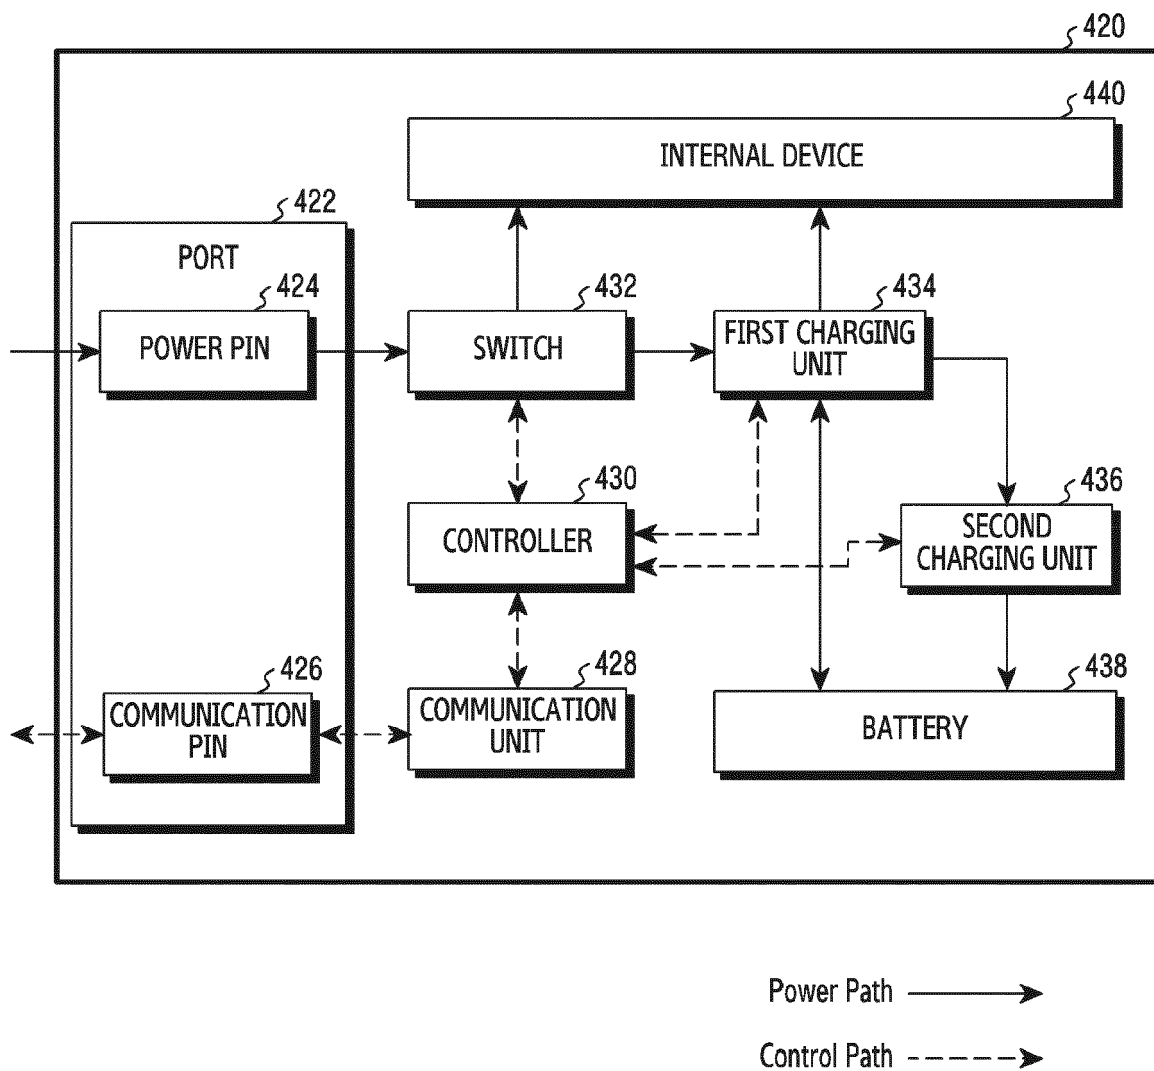 420
440
INTERNAL DEVICE
422
PORT
424
POWER PIN
432
SWITCH
434
FIRST CHARGING
UNIT
430
CONTROLLER
436
SECOND
CHARGING UNIT
426
COMMUNICATION
PIN
428
COMMUNICATION
UNIT
438
BATTERY
Power Path
Control Path